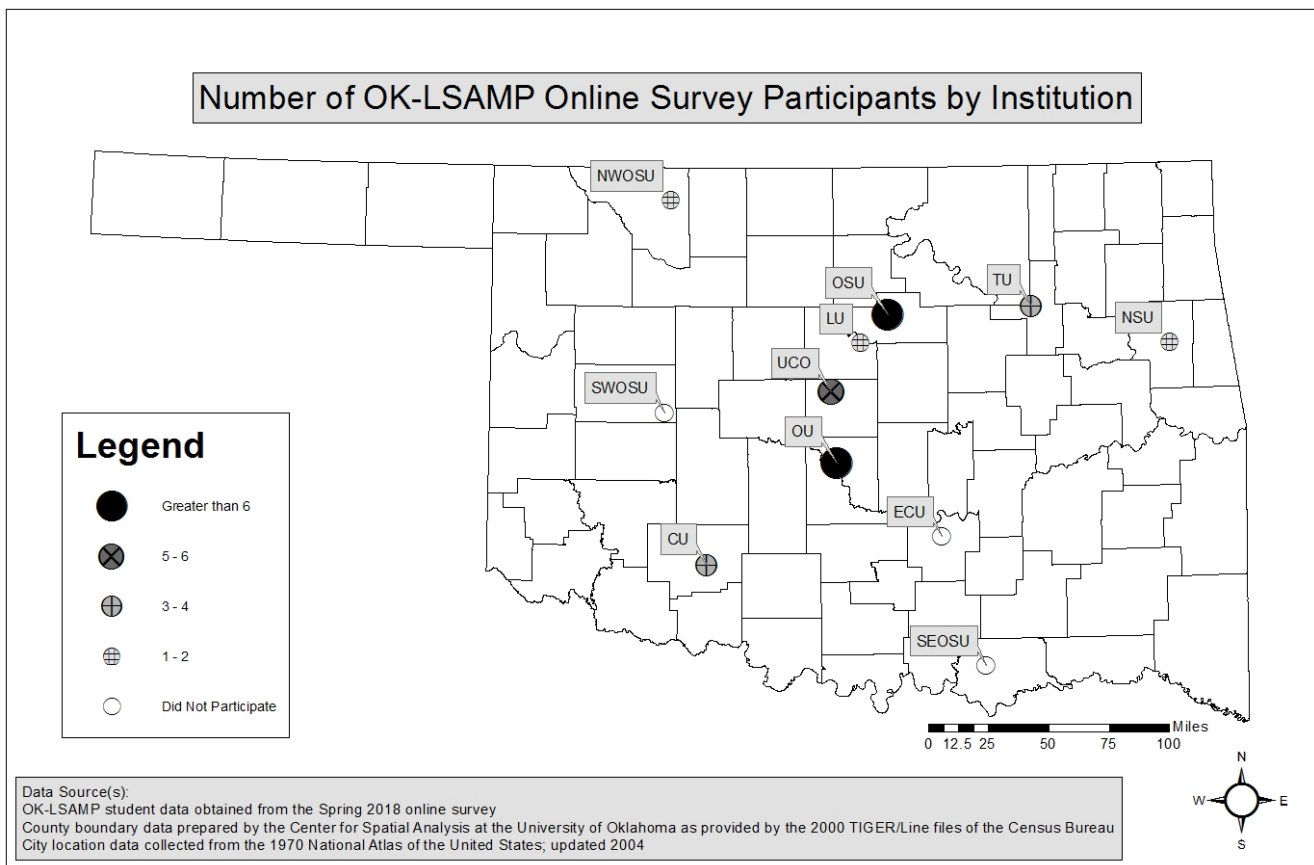 Number of OK-LSAMP Online Survey Participants by Institution
NWOSU
OSU
TU
LU
NSU
UCO
SWOSU
OU
ECU
CU
SEOSU
Legend
Greater than 6
5 - 6
3 - 4
1 - 2
Did Not Participate
Miles
0 12.5 25 50 75 100
N
W E
S
Data Source(s):
OK-LSAMP student data obtained from the Spring 2018 online survey
County boundary data prepared by the Center for Spatial Analysis at the University of Oklahoma as provided by the 2000 TIGER/Line files of the Census Bureau
City location data collected from the 1970 National Atlas of the United States; updated 2004